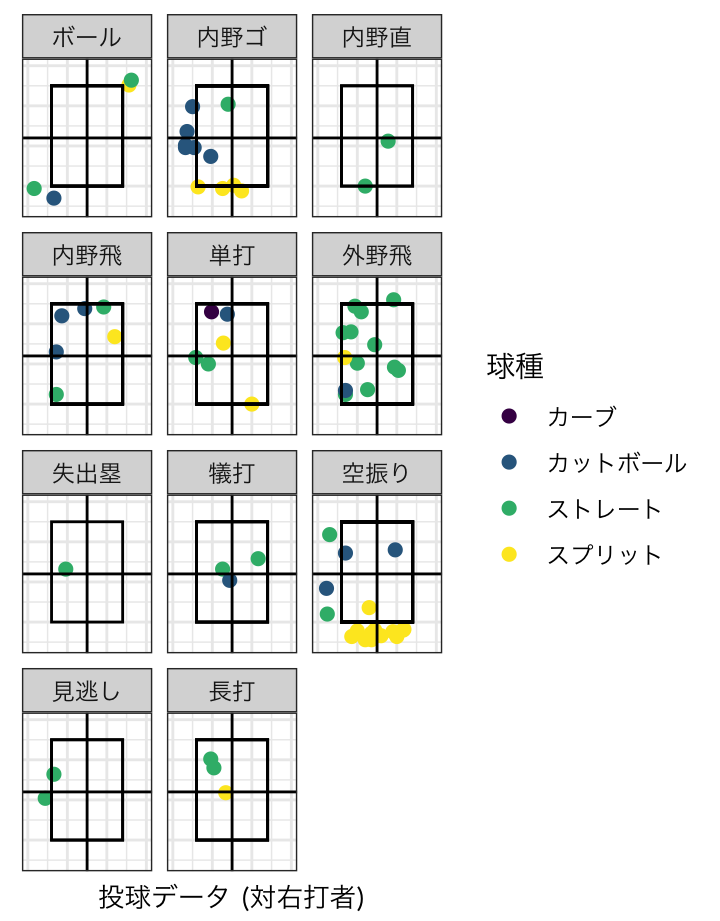 ボール
内野ゴ
内野直
内野飛
単打
外野飛
失出塁
犠打
空振り
見逃し
長打
球種
カーブ
カットボール
ストレート
スプリット
投球データ (対右打者)